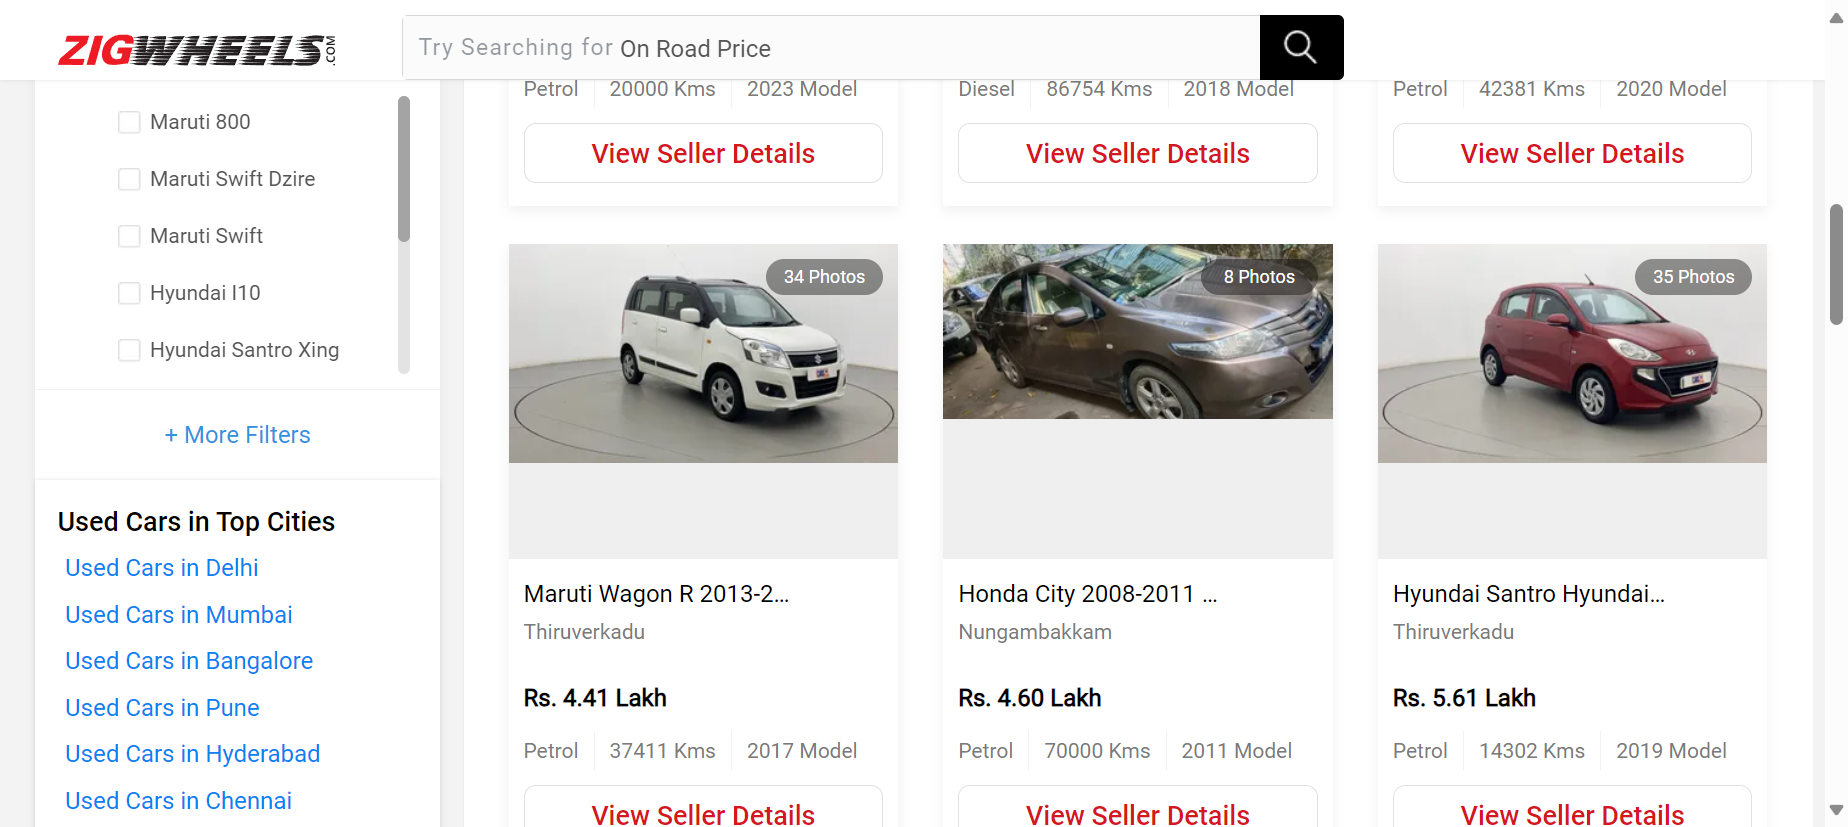 ZIGWHEELS.COM
Try Searching for On Road Price
Maruti 800
Maruti Swift Dzire
Maruti Swift
Hyundai I10
Hyundai Santro Xing
+ More Filters
Used Cars in Top Cities
Used Cars in Delhi
Used Cars in Mumbai
Used Cars in Bangalore
Used Cars in Pune
Used Cars in Hyderabad
Used Cars in Chennai
Petrol 20000 Kms 2023 Model
View Seller Details
Diesel 86754 Kms 2018 Model
View Seller Details
Petrol 42381 Kms 2020 Model
View Seller Details
34 Photos
Maruti Wagon R 2013-2...
Thiruverkadu
Rs. 4.41 Lakh
Petrol 37411 Kms 2017 Model
View Seller Details
8 Photos
Honda City 2008-2011 ...
Nungambakkam
Rs. 4.60 Lakh
Petrol 70000 Kms 2011 Model
View Seller Details
35 Photos
Hyundai Santro Hyundai...
Thiruverkadu
Rs. 5.61 Lakh
Petrol 14302 Kms 2019 Model
View Seller Details